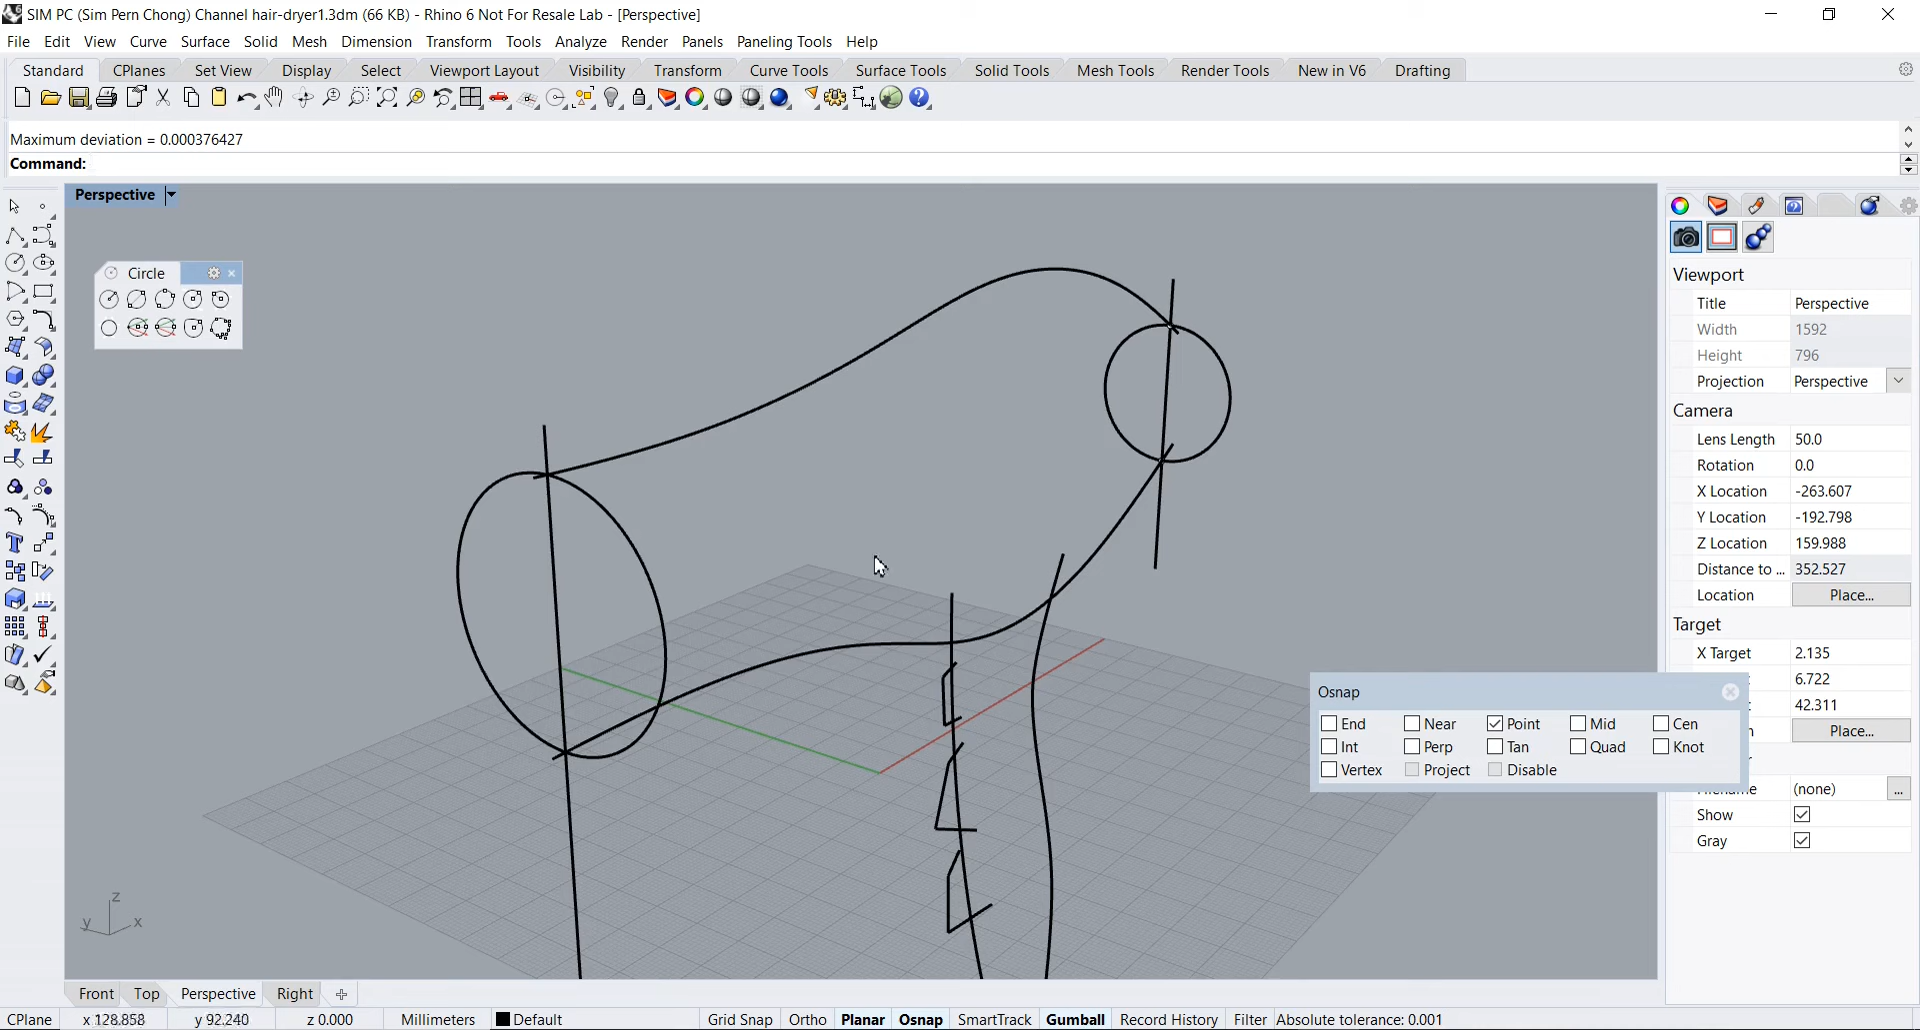 SIM PC (Sim Pern Chong) Channel hair-dryer1.3dm (66 KB) - Rhino 6 Not For Resale Lab - [Perspective]
File Edit View Curve Surface Solid Mesh Dimension Transform Tools Analyze Render Panels Paneling Tools Help
Standard CPlanes Set View Display Select Viewport Layout Visibility Transform Curve Tools Surface Tools Solid Tools Mesh Tools Render Tools New in V6 Drafting
Maximum deviation = 0.000376427
Command:
Perspective
Circle
Viewport
Title Perspective
Width 1592
Height 796
Projection Perspective
Camera
Lens Length 50.0
Rotation 0.0
X Location -263.607
Y Location -192.798
Z Location 159.988
Distance to ... 352.527
Location Place...
Target
X Target 2.135
6.722
42.311
Place...
(none) ...
Show
Gray
Osnap
End Near Point Mid Cen
Int Perp Tan Quad Knot
Vertex Project Disable
z
y x
Front Top Perspective Right
CPlane x 128.858 y 92.240 z 0.000 Millimeters Default Grid Snap Ortho Planar Osnap SmartTrack Gumball Record History Filter Absolute tolerance: 0.001